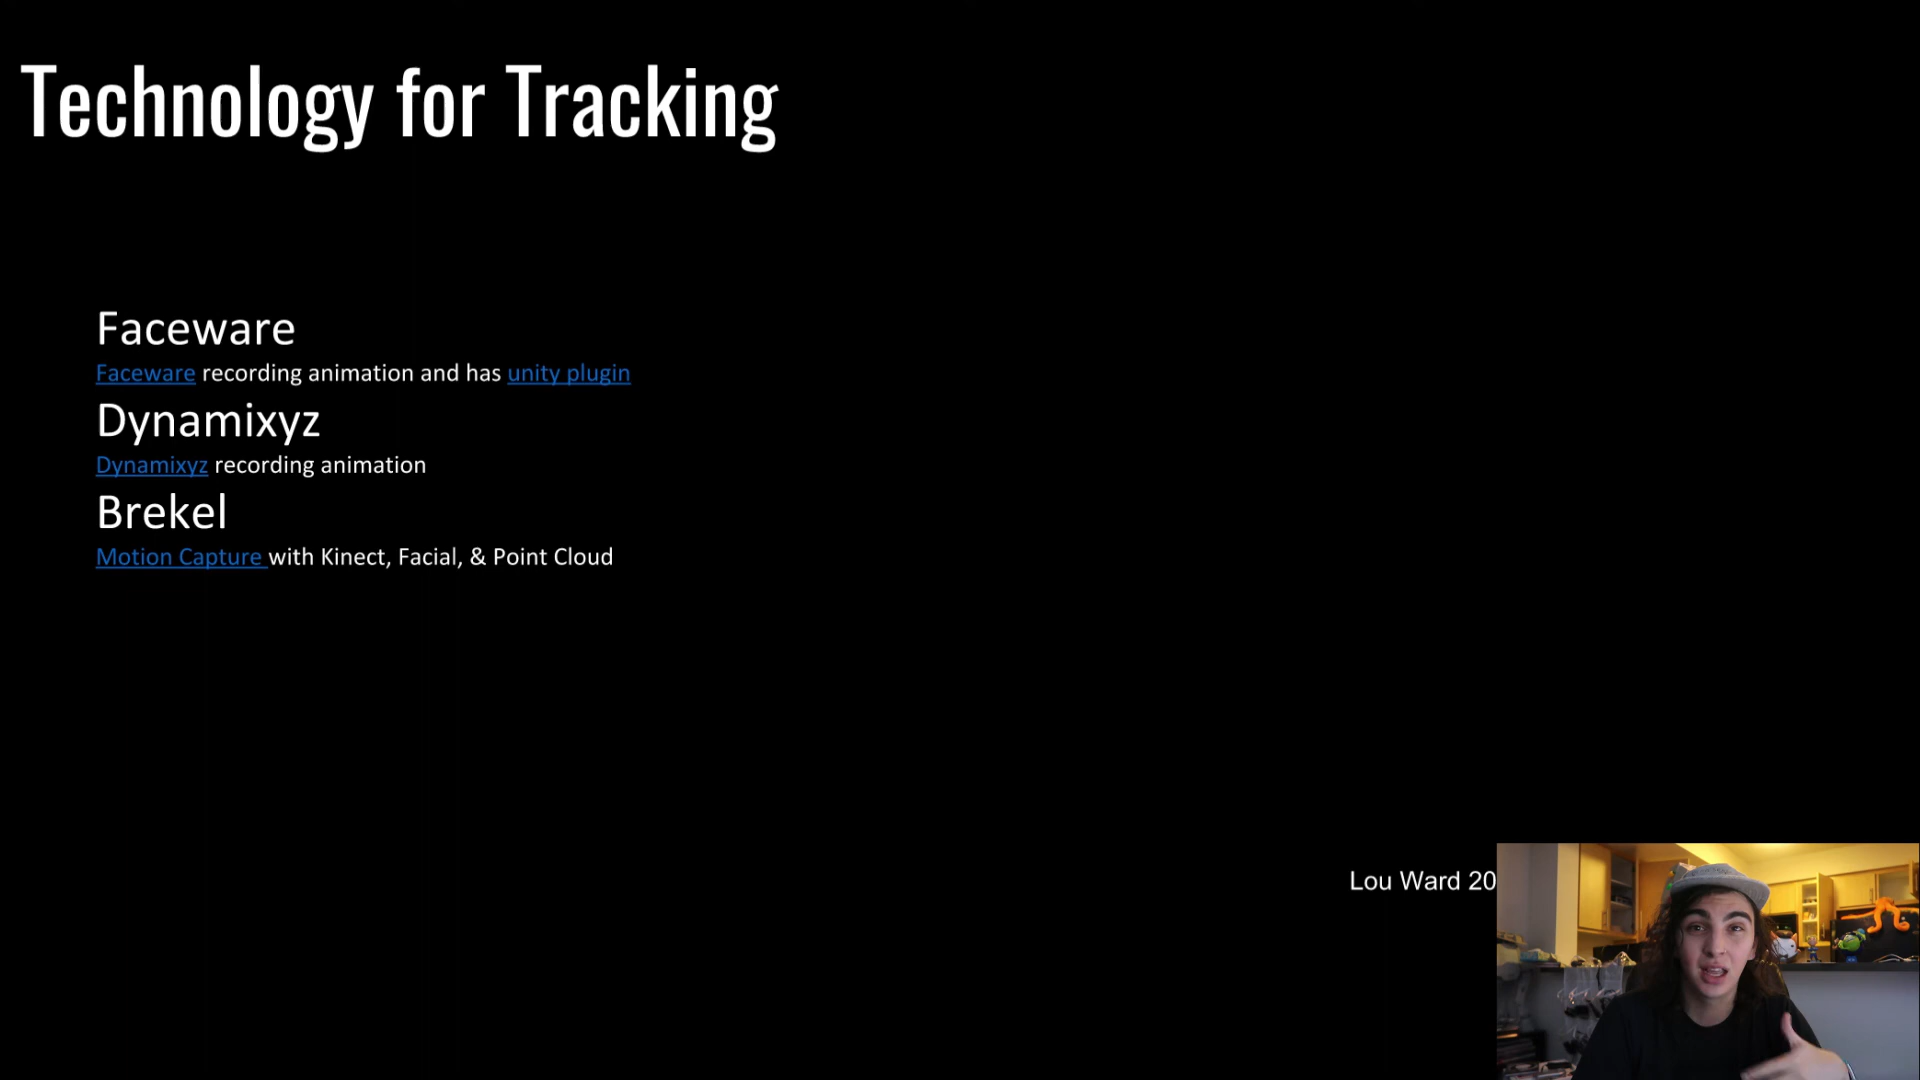 Technology for Tracking
Faceware
Faceware recording animation and has unity plugin
Dynamixyz
Dynamixyz recording animation
Brekel
Motion Capture with Kinect, Facial, & Point Cloud
Lou Ward 20